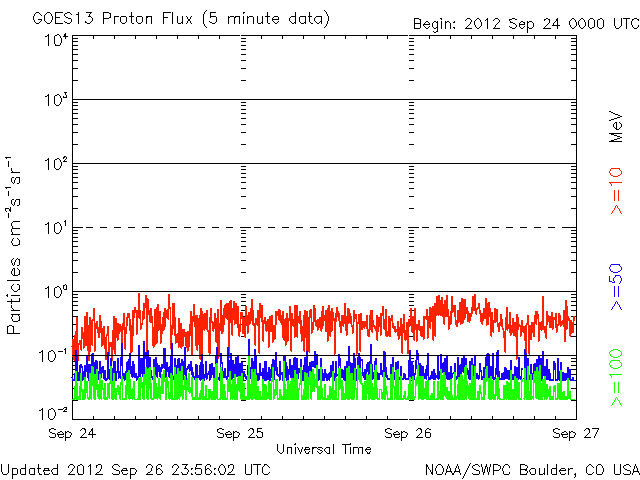 GOES13 Proton Flux (5 minute data)
Begin: 2012 Sep 24 0000 UTC
10⁴
10³
10²
10¹
10⁰
10⁻¹
10⁻²
Particles cm⁻²s⁻¹sr⁻¹
Sep 24
Sep 25
Sep 26
Sep 27
Universal Time
MeV
>=10
>=50
>=100
Updated 2012 Sep 26 23:56:02 UTC
NOAA/SWPC Boulder, CO USA